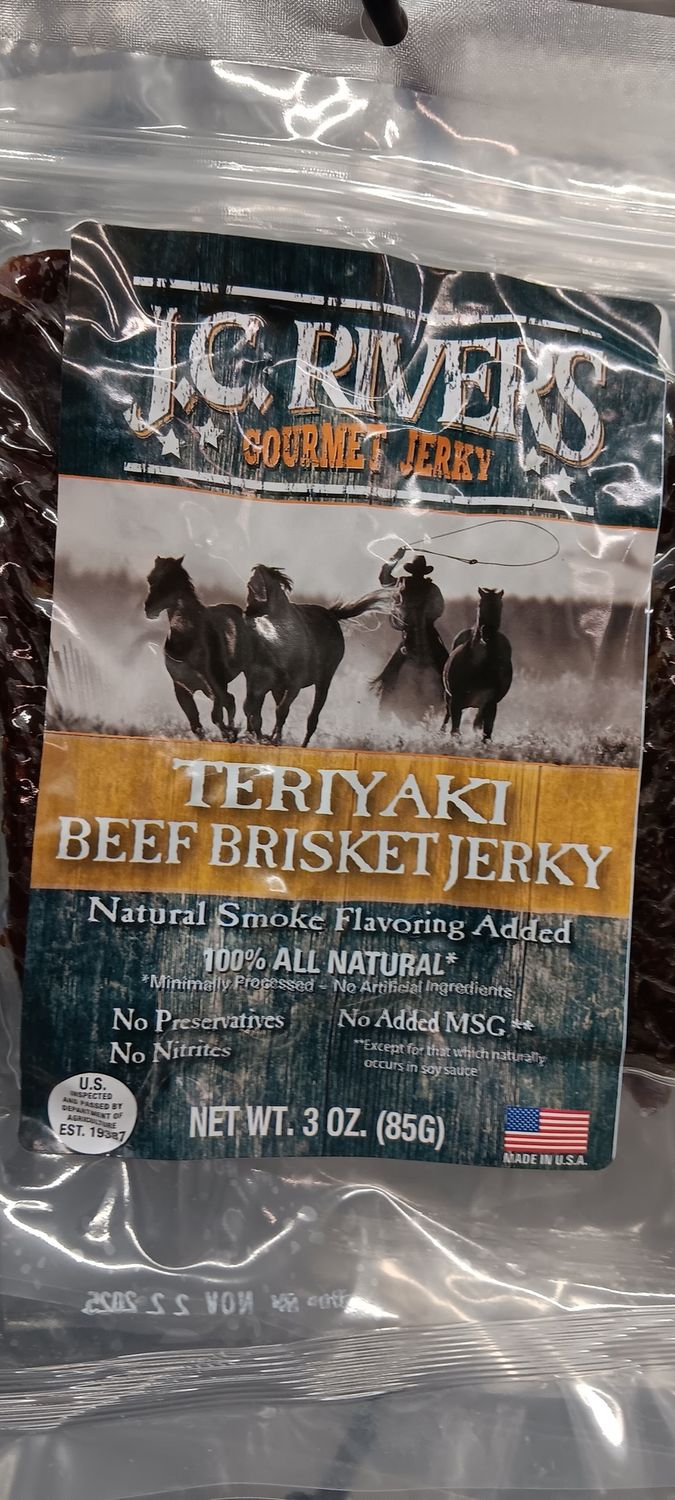 J.C. RIVERS
GOURMET JERKY
TERIYAKI
BEEF BRISKET JERKY
Natural Smoke Flavoring Added
100% ALL NATURAL*
*Minimally Processed - No Artificial Ingredients
No Preservatives
No Nitrites
No Added MSG **
**Except for that which naturally
occurs in soy sauce
U.S.
INSPECTED
AND PASSED BY
DEPARTMENT OF
AGRICULTURE
EST.
NET WT. 3 OZ. (85G)
MADE IN U.S.A.
NOV 22 2025